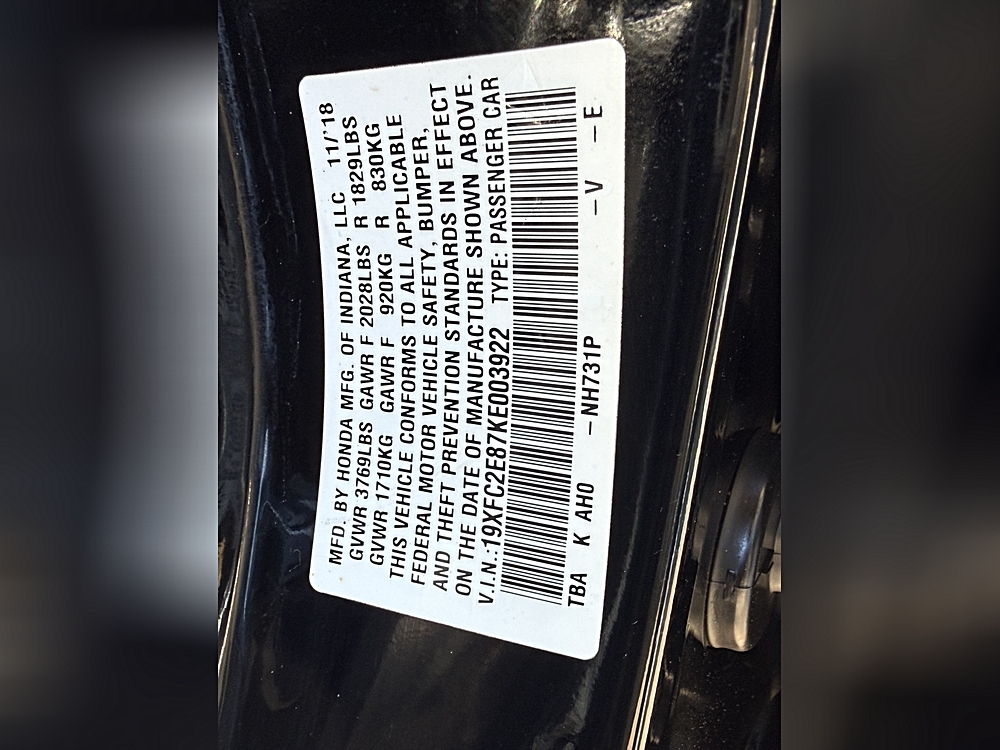 MFD. BY HONDA MFG. OF INDIANA, LLC 11/'18
GVWR 3769LBS GAWR F 2028LBS R 1829LBS
GVWR 1710KG GAWR F 920KG R 830KG
THIS VEHICLE CONFORMS TO ALL APPLICABLE
FEDERAL MOTOR VEHICLE SAFETY, BUMPER,
AND THEFT PREVENTION STANDARDS IN EFFECT
ON THE DATE OF MANUFACTURE SHOWN ABOVE.
V.I.N.:19XFC2E87KE003922 TYPE: PASSENGER CAR
TBA K AH0 –NH731P –V –E